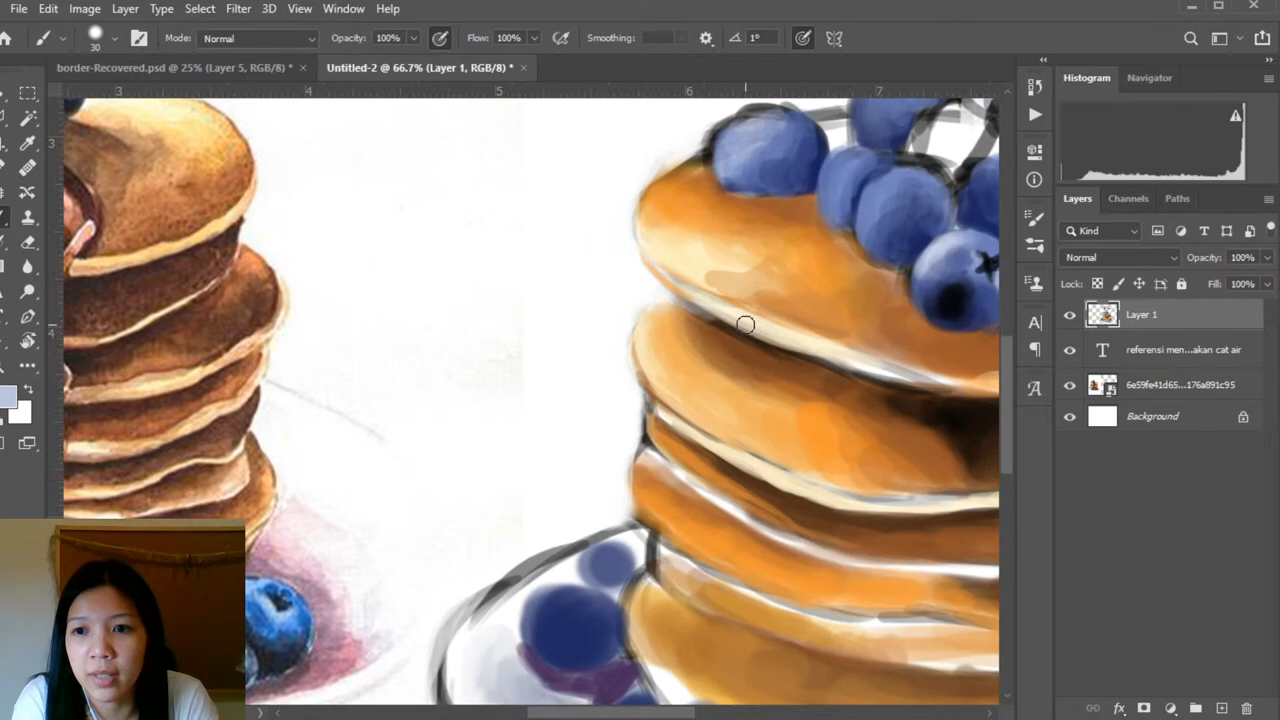 File Edit Image Layer Type Select Filter 3D View Window Help
30 Mode: Normal Opacity: 100% Flow: 100% Smoothing: 1°
border-Recovered.psd @ 25% (Layer 5, RGB/8) * × Untitled-2 @ 66.7% (Layer 1, RGB/8) * ×
3 4 5 6 7
3
4
Histogram Navigator
Layers Channels Paths
Kind
Normal Opacity: 100%
Lock: Fill: 100%
Layer 1
referensi men...akan cat air
6e59fe41d65...176a891c95
Background